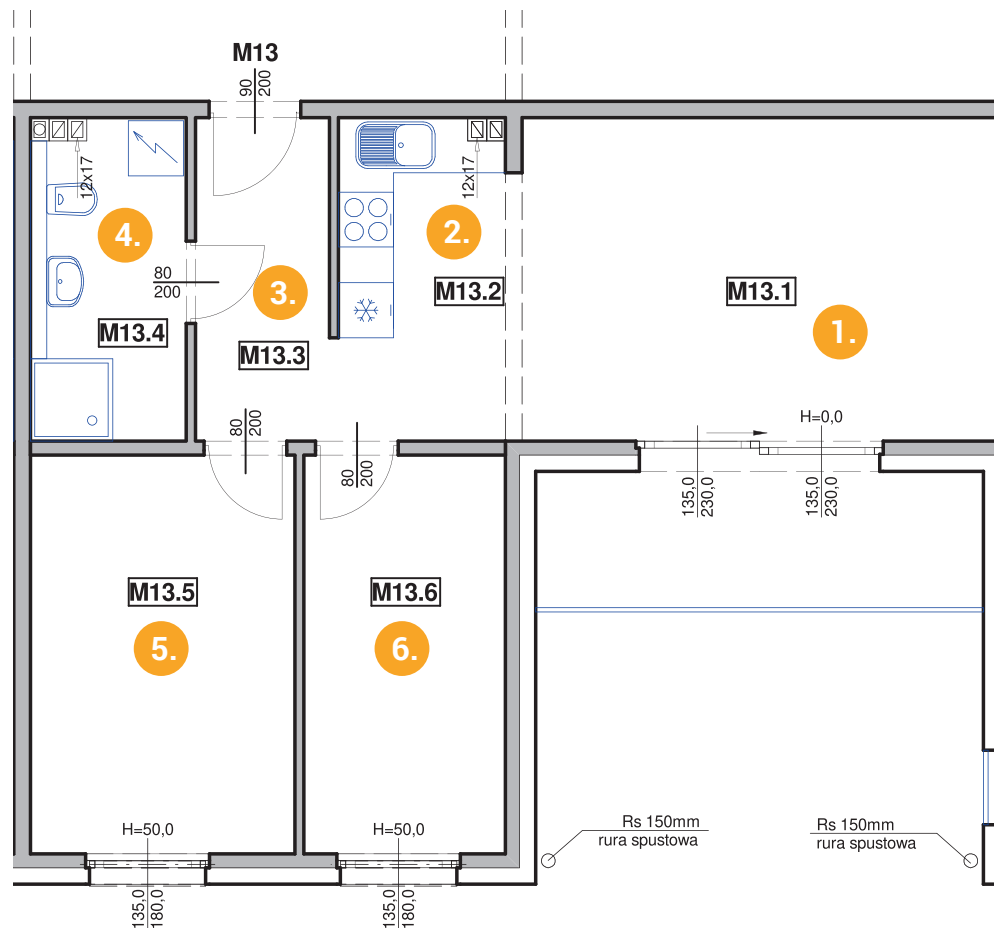 M13
90
200
12x17
12x17
4.
2.
80
200
3.
M13.2
M13.1
1.
M13.4
M13.3
H=0,0
80
200
80
200
135,0
230,0
135,0
230,0
M13.5
M13.6
5.
6.
H=50,0
H=50,0
Rs 150mm
rura spustowa
Rs 150mm
rura spustowa
135,0
180,0
135,0
180,0